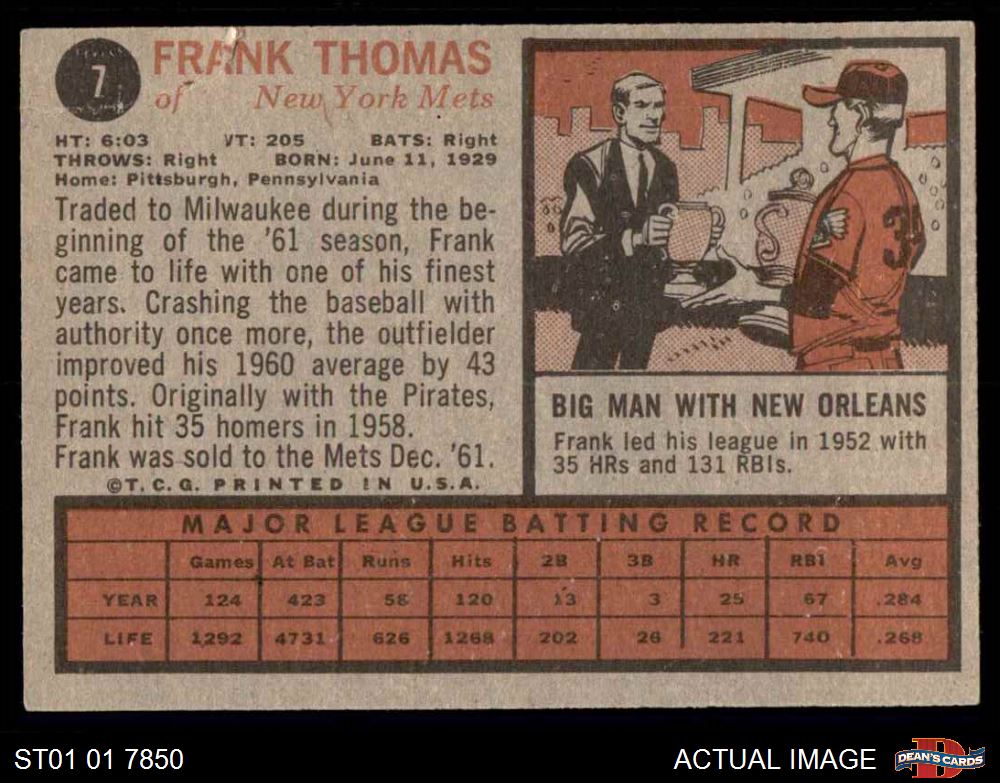 7
FRANK THOMAS
of New York Mets
HT: 6:03 VT: 205 BATS: Right
THROWS: Right BORN: June 11, 1929
Home: Pittsburgh, Pennsylvania
Traded to Milwaukee during the be-
ginning of the '61 season, Frank
came to life with one of his finest
years. Crashing the baseball with
authority once more, the outfielder
improved his 1960 average by 43
points. Originally with the Pirates,
Frank hit 35 homers in 1958.
Frank was sold to the Mets Dec. '61.
©T.C.G. PRINTED IN U.S.A.
S
3
BIG MAN WITH NEW ORLEANS
Frank led his league in 1952 with
35 HRs and 131 RBIs.
MAJOR LEAGUE BATTING RECORD
Games At Bat Runs Hits 2B 3B HR RBI Avg
YEAR 124 423 58 120 13 3 25 67 .284
LIFE 1292 4731 626 1268 202 26 221 740 .268
ST01 01 7850
ACTUAL IMAGE
D
DEAN'S CARDS